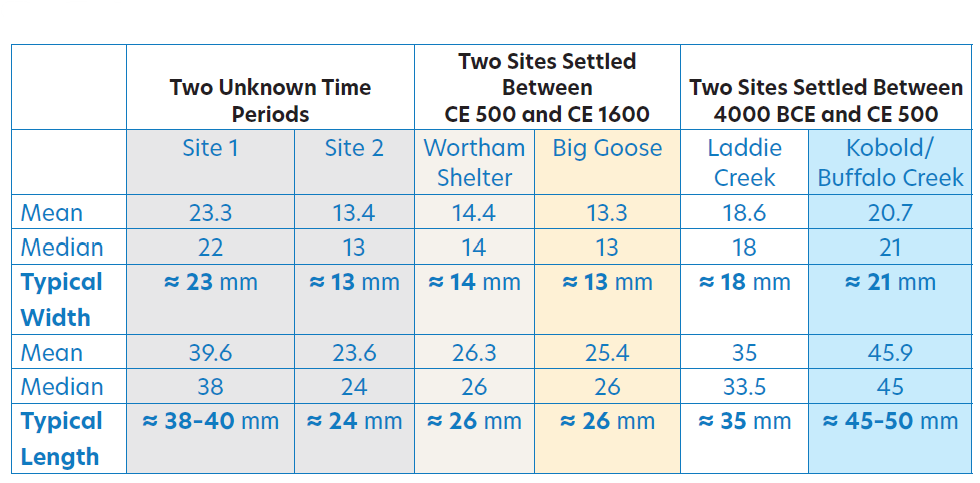 Two Unknown Time
Periods
Two Sites Settled
Between
CE 500 and CE 1600
Two Sites Settled Between
4000 BCE and CE 500
Site 1 Site 2 Wortham Shelter Big Goose Laddie Creek Kobold/ Buffalo Creek
Mean 23.3 13.4 14.4 13.3 18.6 20.7
Median 22 13 14 13 18 21
Typical Width ≈ 23 mm ≈ 13 mm ≈ 14 mm ≈ 13 mm ≈ 18 mm ≈ 21 mm
Mean 39.6 23.6 26.3 25.4 35 45.9
Median 38 24 26 26 33.5 45
Typical Length ≈ 38-40 mm ≈ 24 mm ≈ 26 mm ≈ 26 mm ≈ 35 mm ≈ 45-50 mm